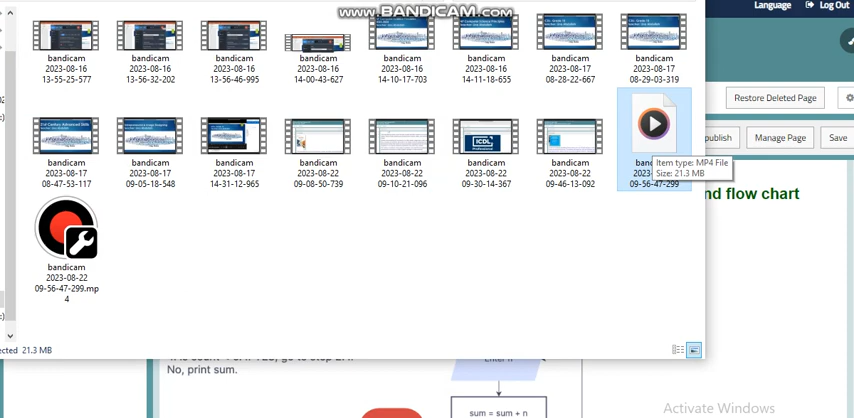 www.BANDICAM.com
Language
Log Out
bandicam
2023-08-16
13-55-25-577
bandicam
2023-08-16
13-56-32-202
bandicam
2023-08-16
13-56-46-995
bandicam
2023-08-16
14-00-43-627
bandicam
2023-08-16
14-10-17-703
bandicam
2023-08-16
14-11-18-655
bandicam
2023-08-17
08-28-22-667
bandicam
2023-08-17
08-29-03-319
Restore Deleted Page
publish
Manage Page
Save
ICDL
bandicam
2023-08-17
08-47-53-117
bandicam
2023-08-17
09-05-18-548
bandicam
2023-08-17
14-31-12-965
bandicam
2023-08-22
09-08-50-739
bandicam
2023-08-22
09-10-21-096
bandicam
2023-08-22
09-30-14-367
bandicam
2023-08-22
09-46-13-092
09-56-47-299
Item type: MP4 File
Size: 21.3 MB
nd flow chart
bandicam
2023-08-22
09-56-47-299.mp
4
ected 21.3 MB
No, print sum.
Enter n
sum = sum + n
Activate Windows